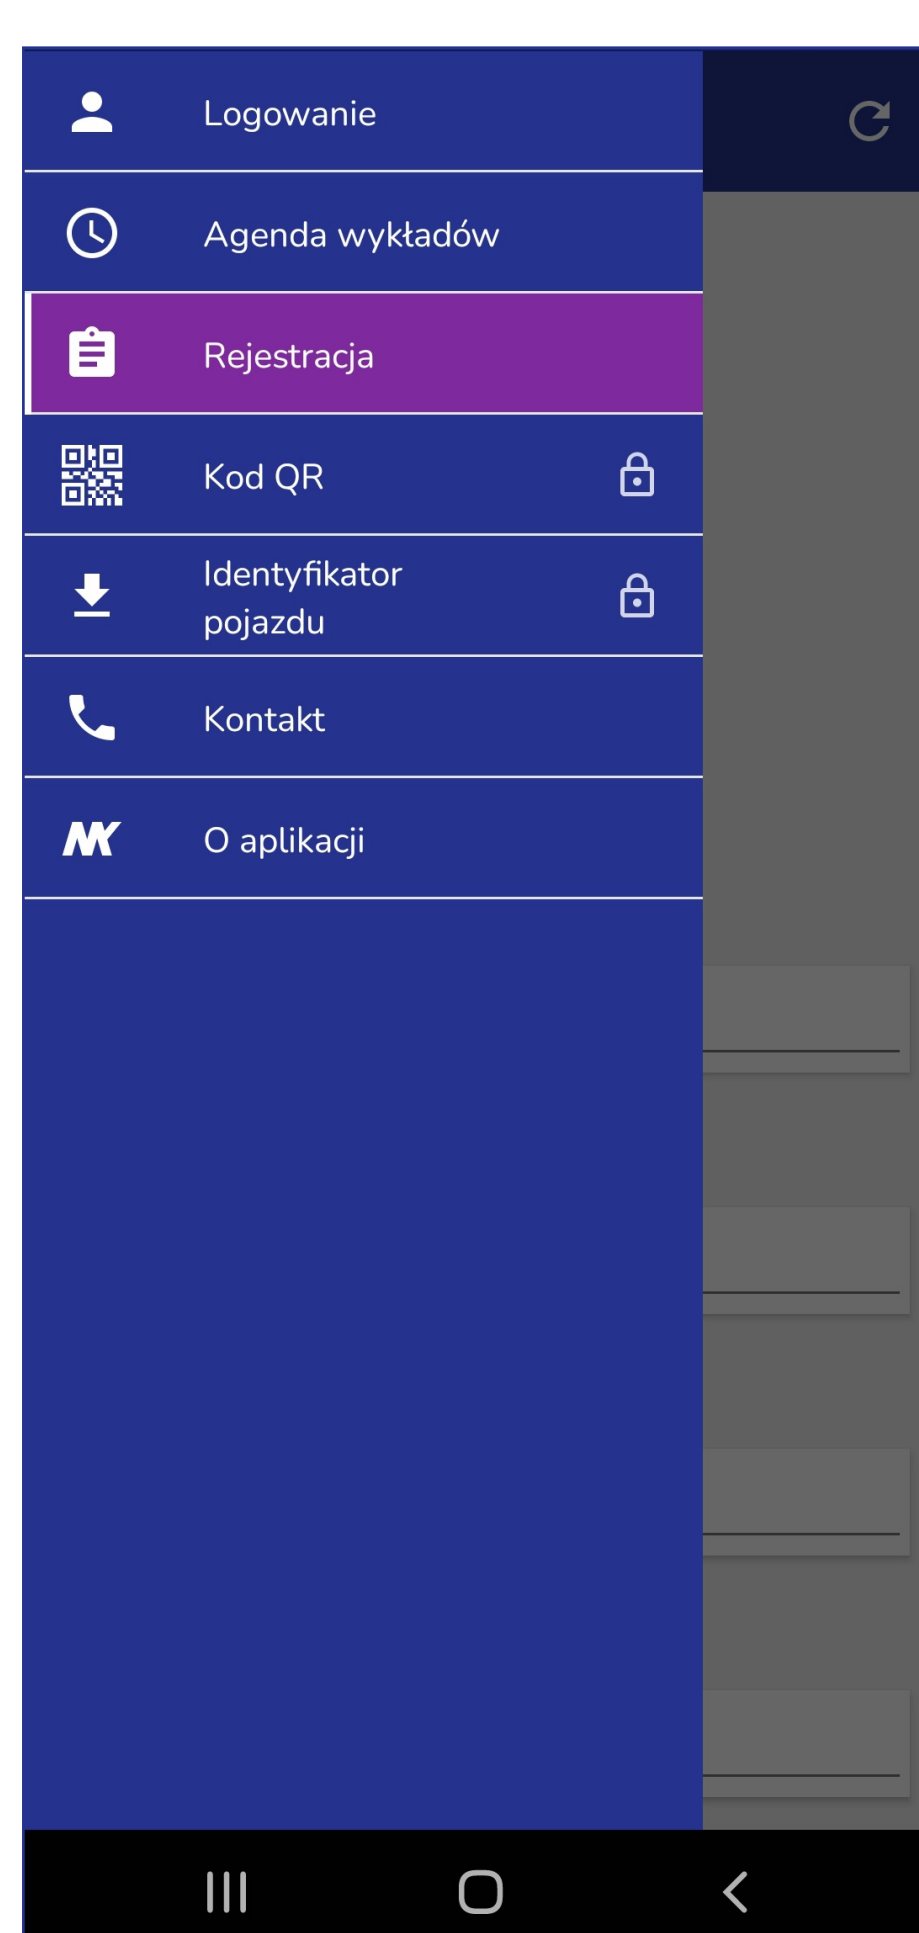 Logowanie
Agenda wykładów
Rejestracja
Kod QR
Identyfikator
pojazdu
Kontakt
O aplikacji